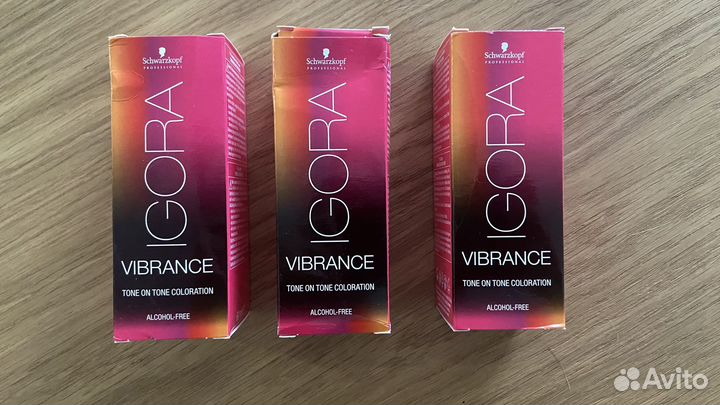 Schwarzkopf
PROFESSIONAL
IGORA
VIBRANCE
TONE ON TONE COLORATION
ALCOHOL-FREE
Schwarzkopf
PROFESSIONAL
IGORA
VIBRANCE
TONE ON TONE COLORATION
ALCOHOL-FREE
Schwarzkopf
PROFESSIONAL
IGORA
VIBRANCE
TONE ON TONE COLORATION
ALCOHOL-FREE
Avito